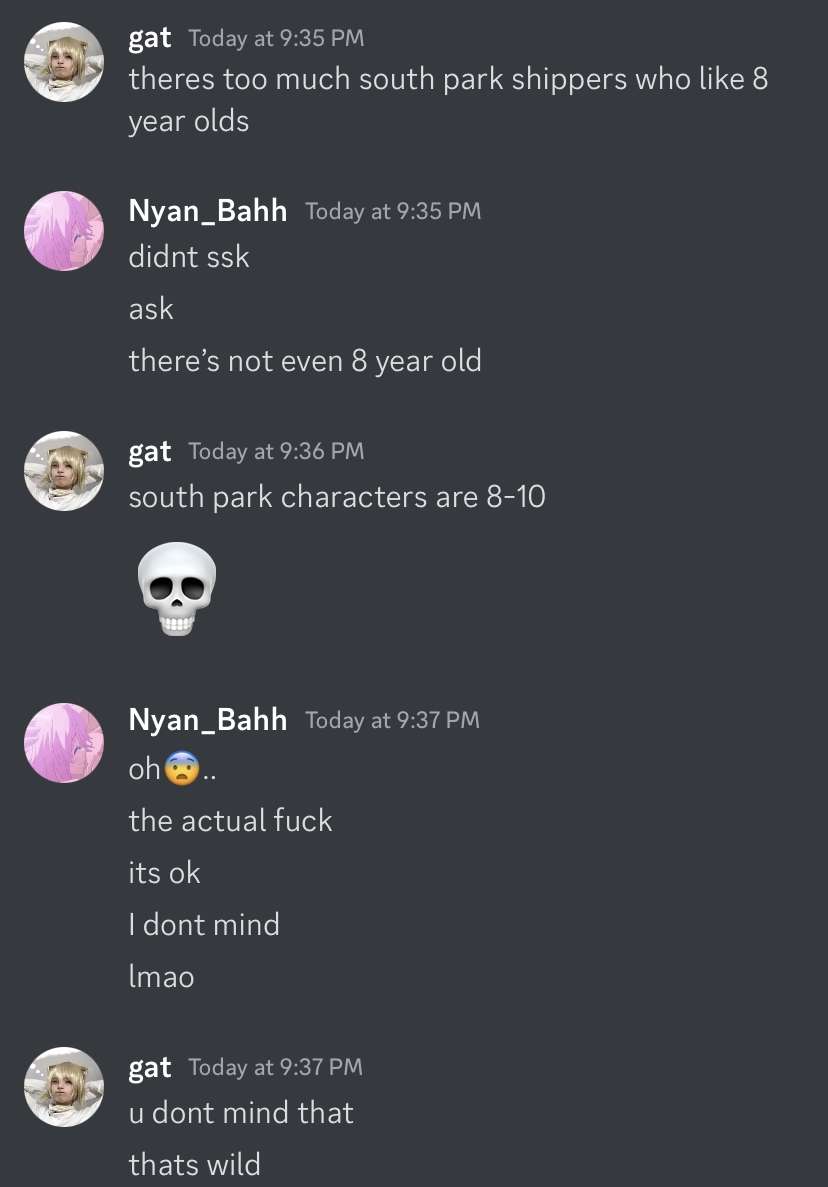 gat Today at 9:35 PM
theres too much south park shippers who like 8
year olds
Nyan_Bahh Today at 9:35 PM
didnt ssk
ask
there’s not even 8 year old
gat Today at 9:36 PM
south park characters are 8-10
💀
Nyan_Bahh Today at 9:37 PM
oh😨..
the actual fuck
its ok
I dont mind
lmao
gat Today at 9:37 PM
u dont mind that
thats wild